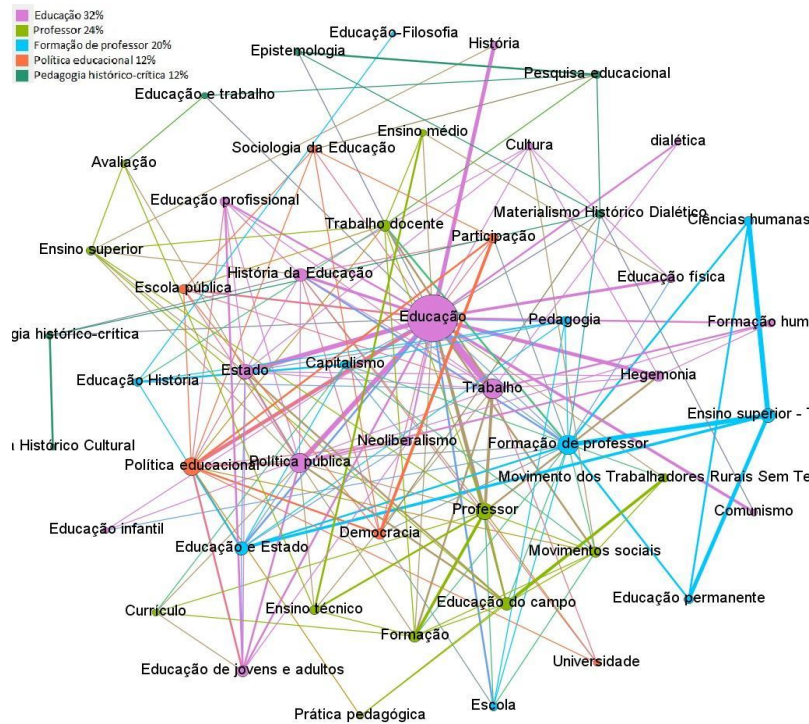 Educação 32%
Professor 24%
Formação de professor 20%
Política educacional 12%
Pedagogia histórico-crítica 12%
Educação-Filosofia
História
Epistemologia
Pesquisa educacional
Educação e trabalho
Ensino médio
Sociologia da Educação
Cultura
dialética
Avaliação
Educação profissional
Materialismo Histórico Dialético
Ciências humanas
Trabalho docente
Participação
Ensino superior
História da Educação
Educação física
Escola pública
Educação
Pedagogia
Formação hum
gia histórico-crítica
Capitalismo
Estado
Hegemonia
Educação História
Trabalho
Ensino superior - T
a Histórico Cultural
Neoliberalismo
Formação de professor
Política educacional
Política pública
Movimento dos Trabalhadores Rurais Sem Te
Professor
Comunismo
Educação infantil
Democracia
Educação e Estado
Movimentos sociais
Educação permanente
Currículo
Ensino técnico
Educação do campo
Formação
Universidade
Educação de jovens e adultos
Escola
Prática pedagógica